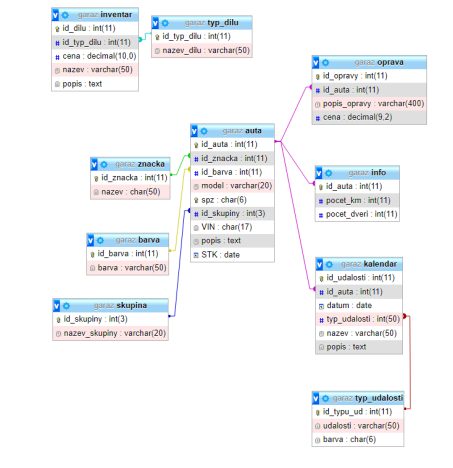 garaz inventar
id_dilu : int(11)
id_typ_dilu : int(11)
cena : decimal(10,0)
nazev : varchar(50)
popis : text
garaz typ_dilu
id_typ_dilu : int(11)
nazev_dilu : varchar(50)
garaz oprava
id_opravy : int(11)
id_auta : int(11)
popis_opravy : varchar(400)
cena : decimal(9,2)
garaz auta
id_auta : int(11)
id_znacka : int(11)
id_barva : int(11)
model : varchar(20)
spz : char(6)
id_skupiny : int(3)
VIN : char(17)
popis : text
STK : date
garaz znacka
id_znacka : int(11)
nazev : char(50)
garaz info
id_auta : int(11)
pocet_km : int(11)
pocet_dveri : int(11)
garaz barva
id_barva : int(11)
barva : varchar(50)
garaz kalendar
id_udalosti : int(11)
id_auta : int(11)
datum : date
typ_udalosti : int(50)
nazev : varchar(50)
popis : text
garaz skupina
id_skupiny : int(3)
nazev_skupiny : varchar(20)
garaz typ_udalosti
id_typu_ud : int(11)
udalosti : varchar(50)
barva : char(6)